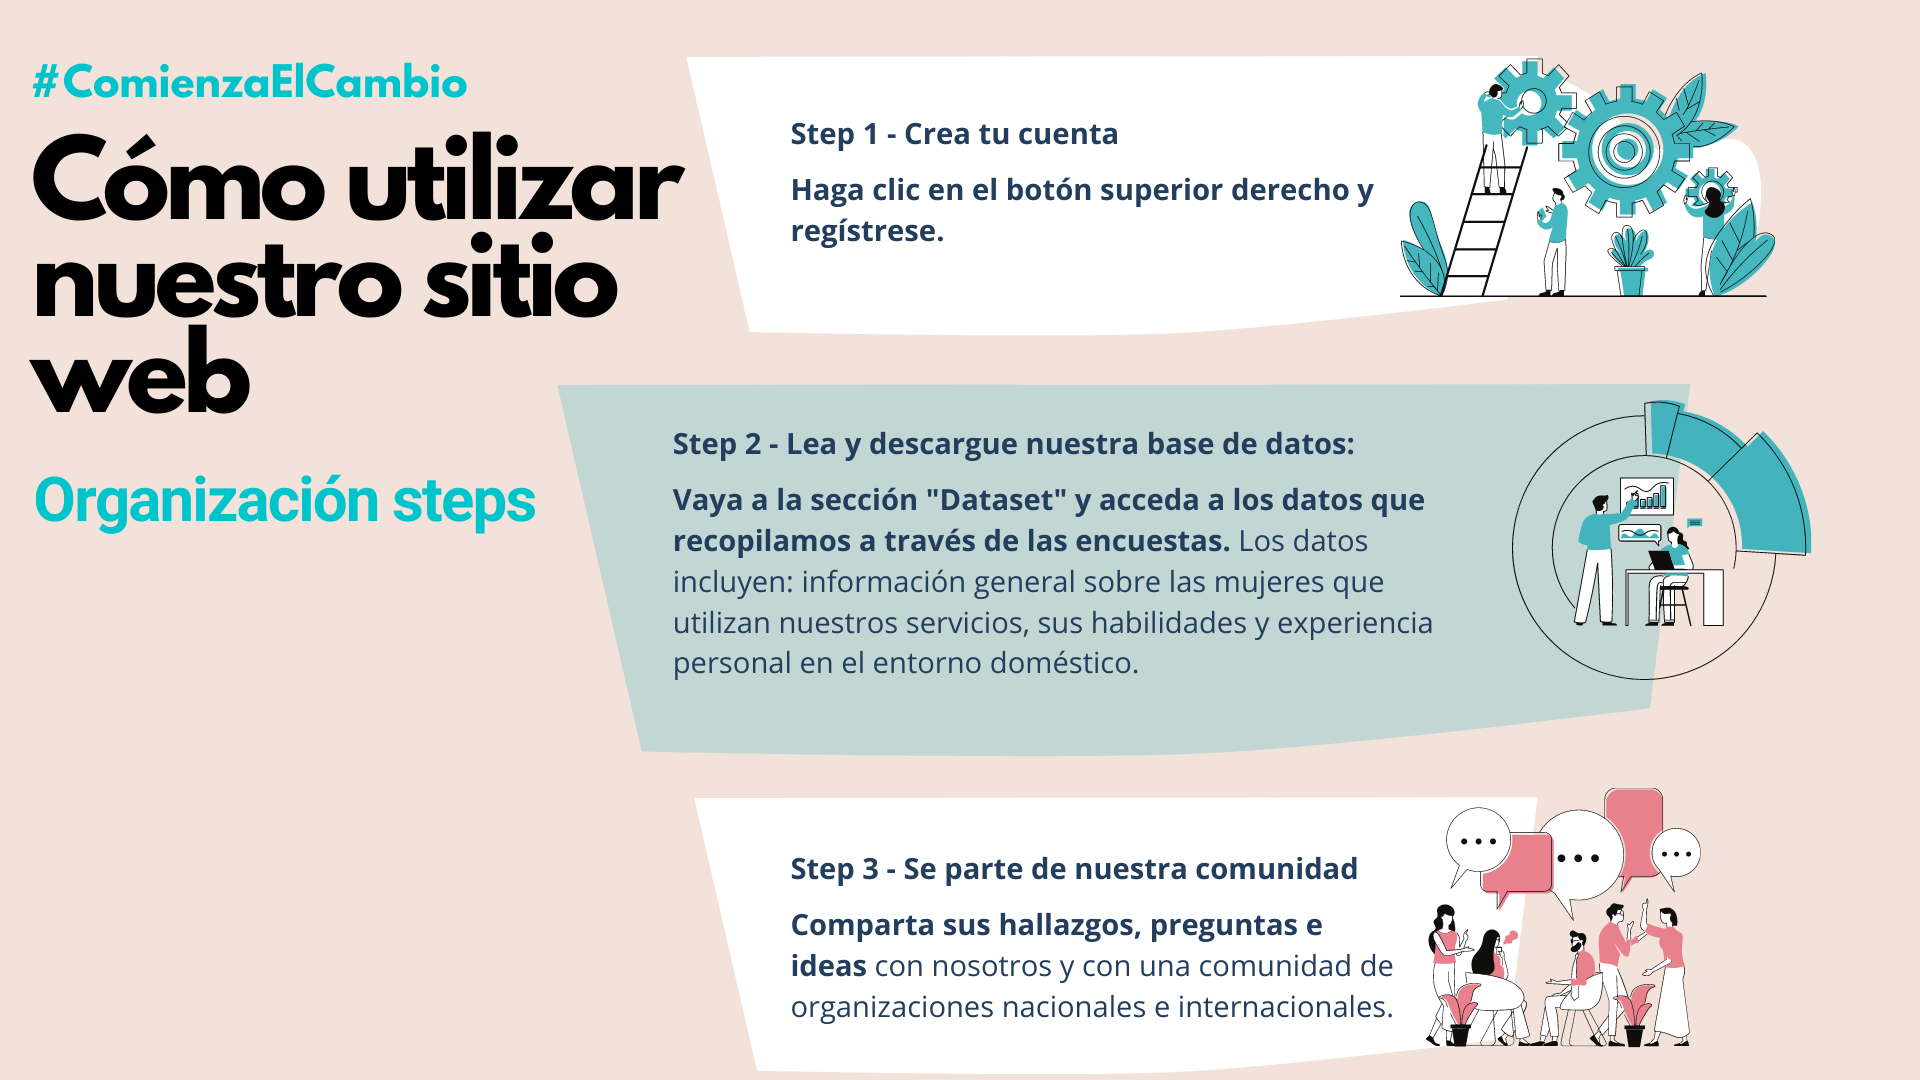 #ComienzaElCambio
Cómo utilizar
nuestro sitio
web
Organización steps
Step 1 - Crea tu cuenta
Haga clic en el botón superior derecho y
regístrese.
Step 2 - Lea y descargue nuestra base de datos:
Vaya a la sección "Dataset" y acceda a los datos que
recopilamos a través de las encuestas. Los datos
incluyen: información general sobre las mujeres que
utilizan nuestros servicios, sus habilidades y experiencia
personal en el entorno doméstico.
Step 3 - Se parte de nuestra comunidad
Comparta sus hallazgos, preguntas e
ideas con nosotros y con una comunidad de
organizaciones nacionales e internacionales.